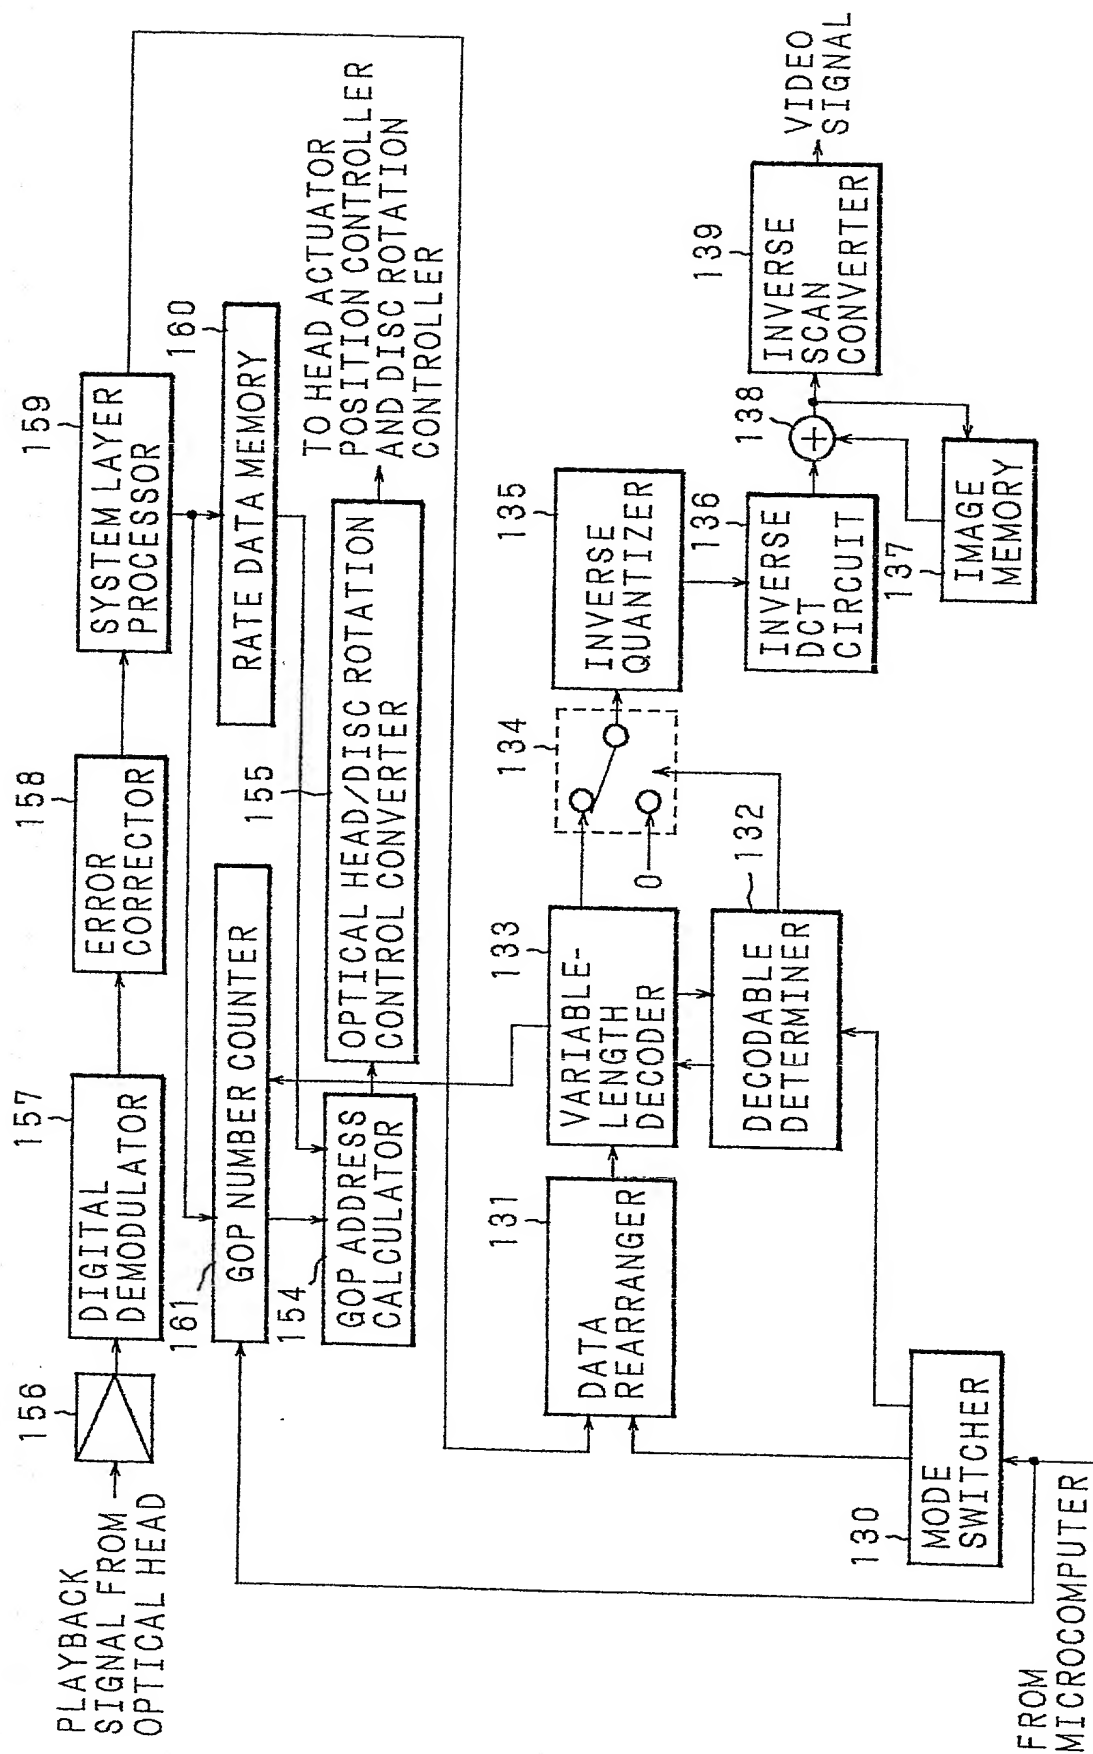 PLAYBACK
SIGNAL FROM
OPTICAL HEAD
156
157
DIGITAL
DEMODULATOR
158
ERROR
CORRECTOR
159
SYSTEM LAYER
PROCESSOR
161
GOP NUMBER COUNTER
160
RATE DATA MEMORY
154
GOP ADDRESS
CALCULATOR
155
OPTICAL HEAD/DISC ROTATION
CONTROL CONVERTER
TO HEAD ACTUATOR
POSITION CONTROLLER
AND DISC ROTATION
CONTROLLER
131
DATA
REARRANGER
133
VARIABLE-
LENGTH
DECODER
134
0
135
INVERSE
QUANTIZER
132
DECODABLE
DETERMINER
136
INVERSE
DCT
CIRCUIT
138
+
139
INVERSE
SCAN
CONVERTER
VIDEO
SIGNAL
137
IMAGE
MEMORY
130
MODE
SWITCHER
FROM
MICROCOMPUTER